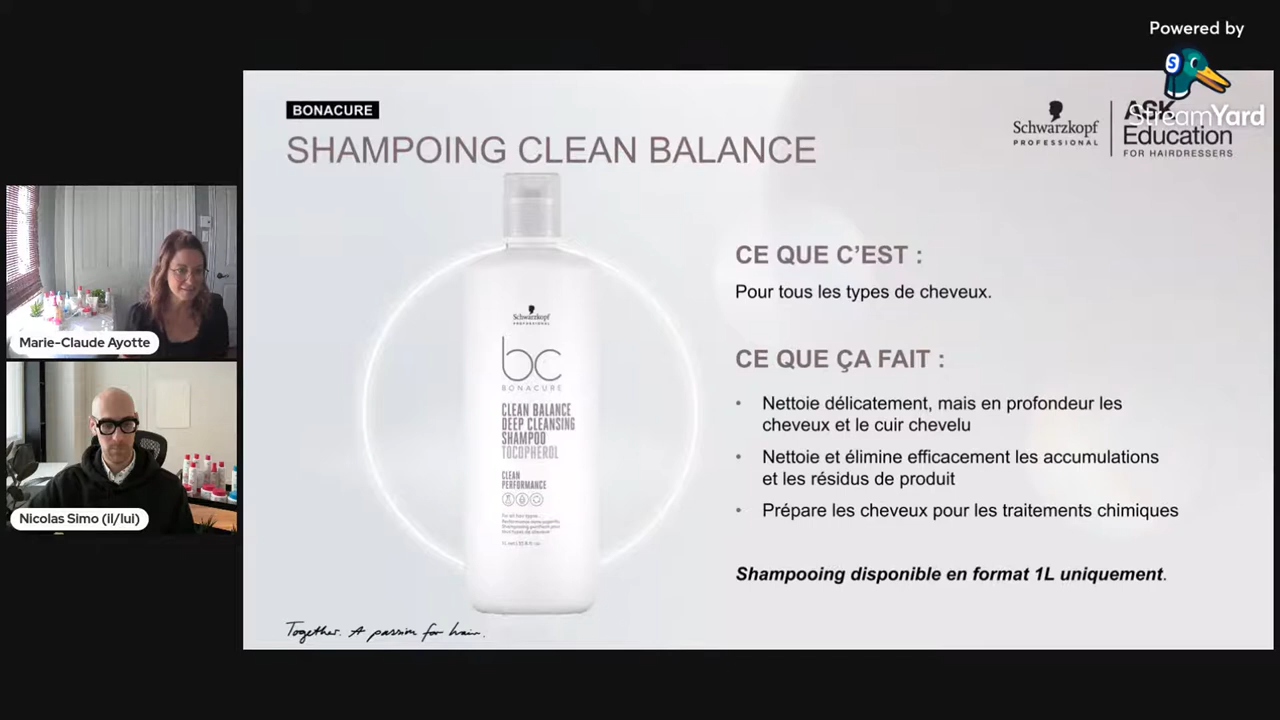 Powered by
StreamYard
BONACURE
SHAMPOING CLEAN BALANCE
Schwarzkopf
PROFESSIONAL
ASK
Education
FOR HAIRDRESSERS
CE QUE C'EST :
Pour tous les types de cheveux.
CE QUE ÇA FAIT :
• Nettoie délicatement, mais en profondeur les
cheveux et le cuir chevelu
• Nettoie et élimine efficacement les accumulations
et les résidus de produit
• Prépare les cheveux pour les traitements chimiques
Shampooing disponible en format 1L uniquement.
Schwarzkopf
PROFESSIONAL
bc
BONACURE
CLEAN BALANCE
DEEP CLEANSING
SHAMPOO
TOCOPHEROL
CLEAN
PERFORMANCE
Together. A passion for hair.
Marie-Claude Ayotte
Nicolas Simo (il/lui)